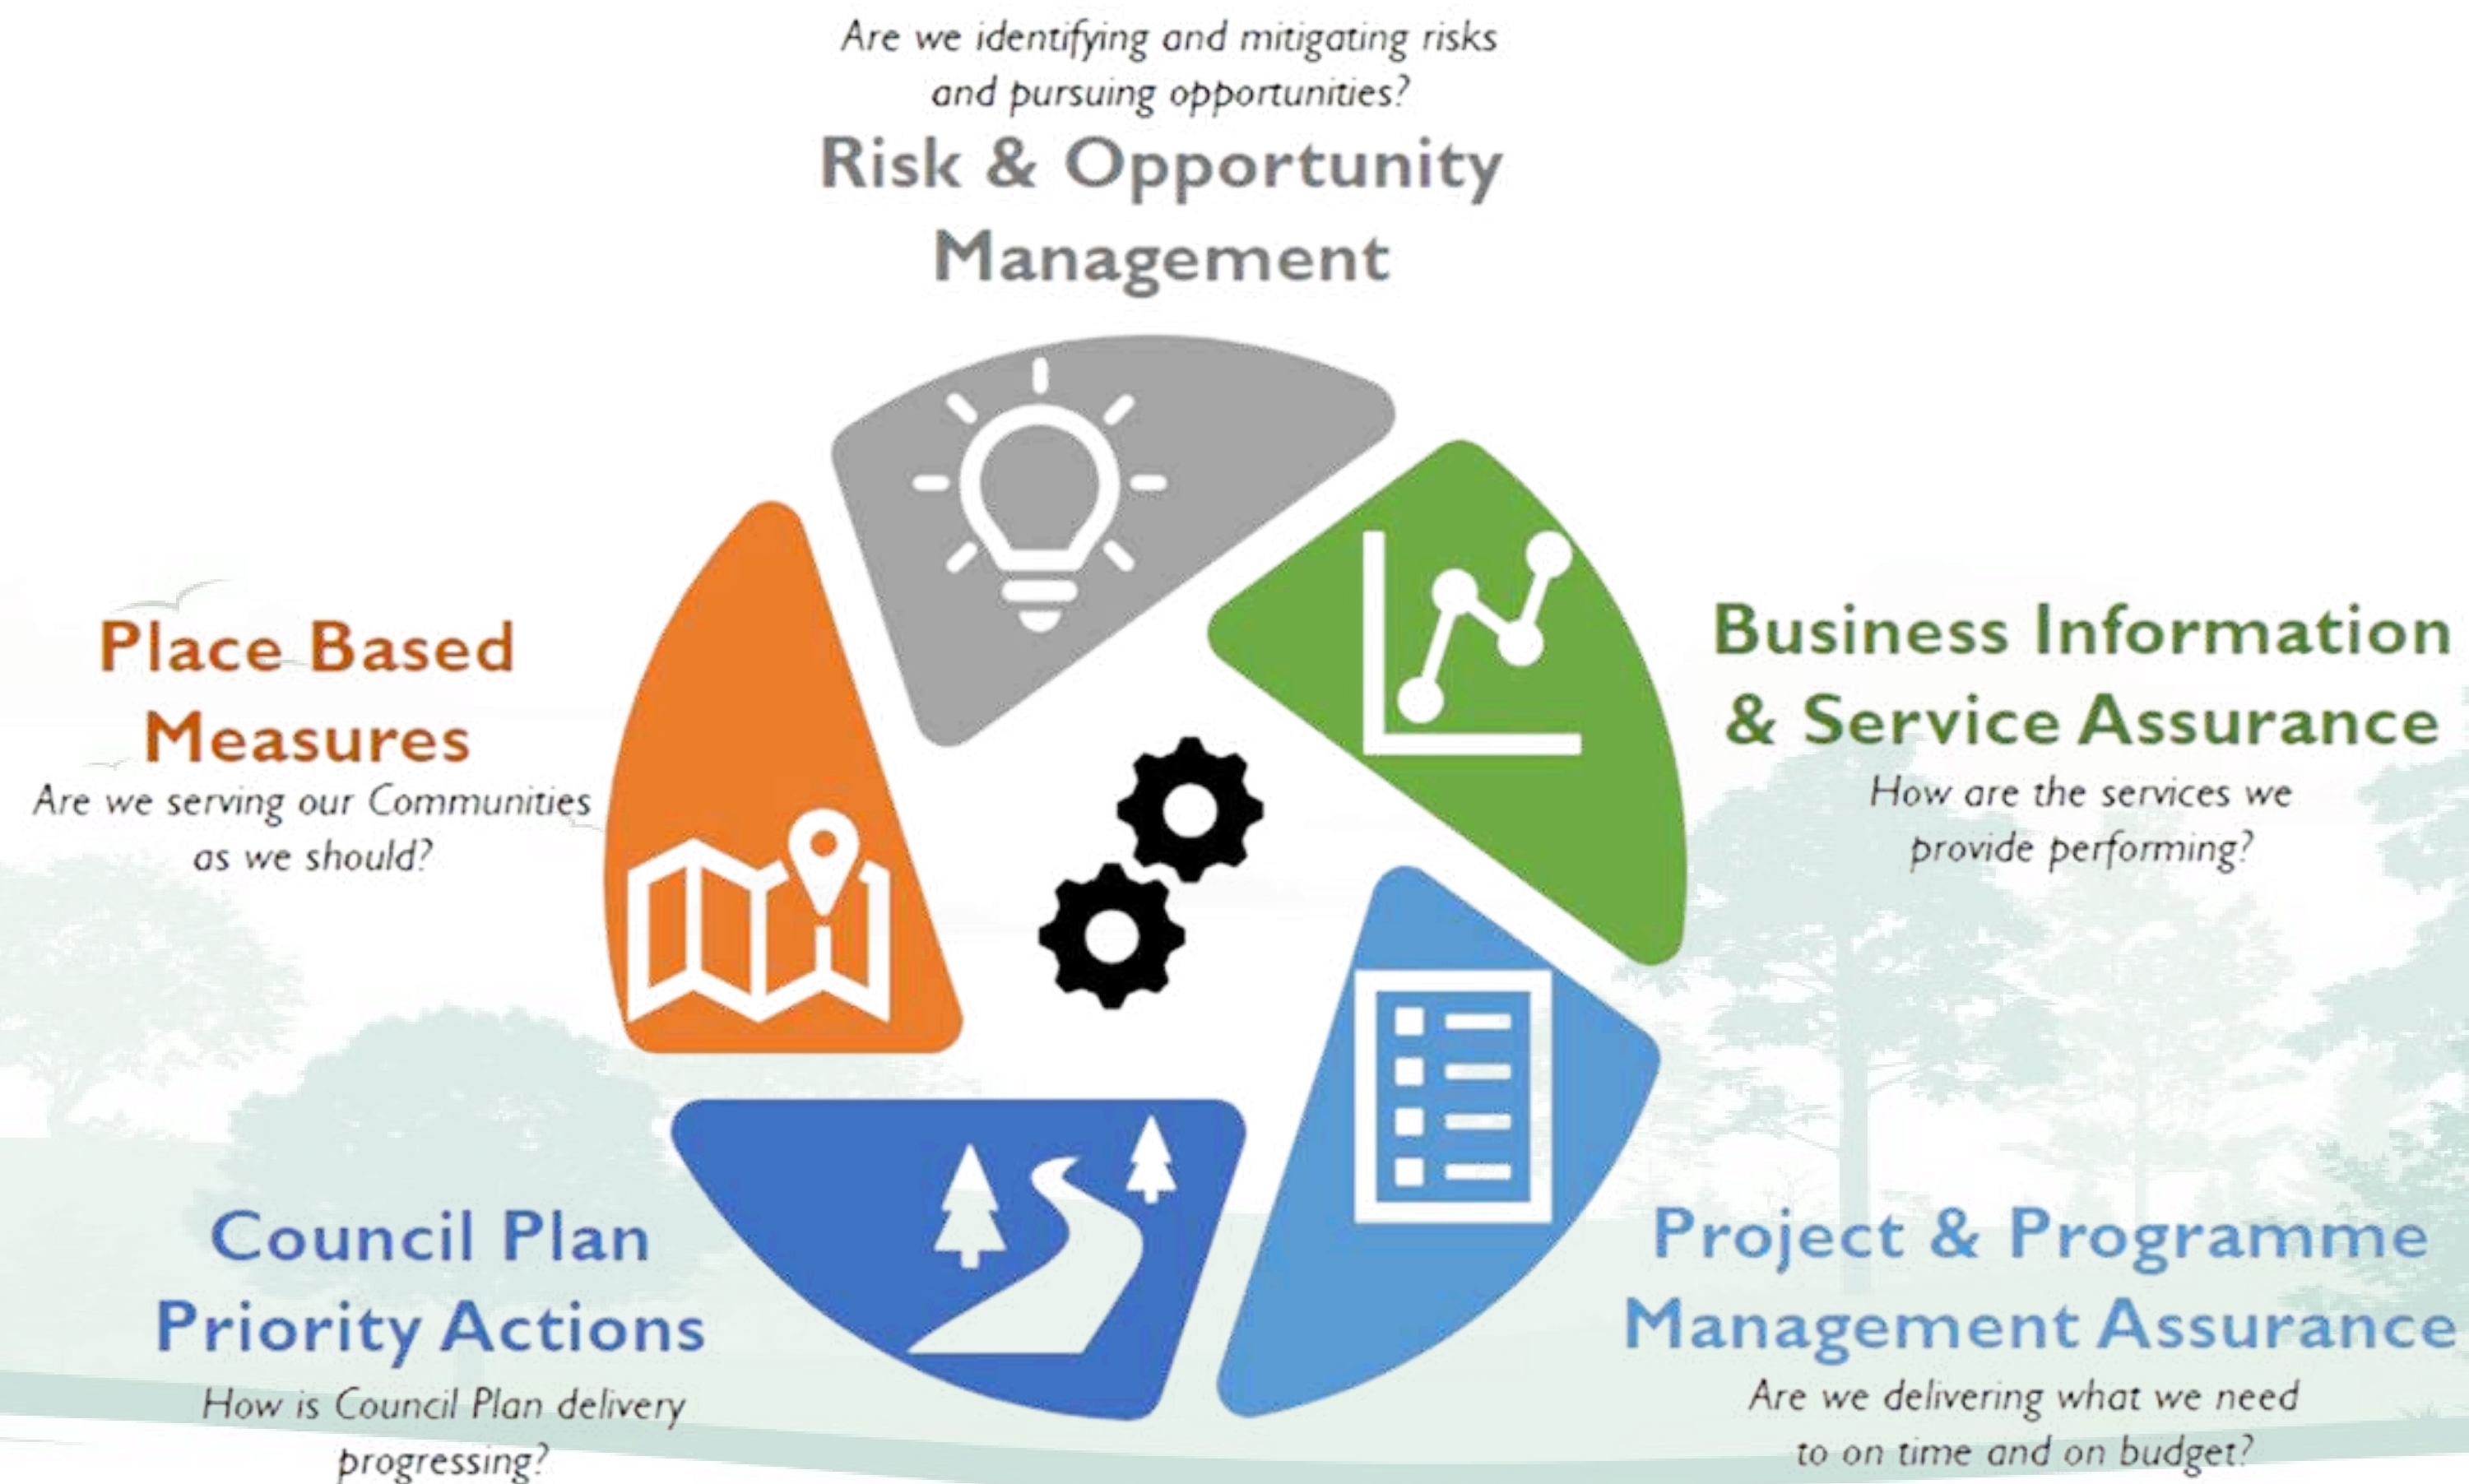 Are we identifying and mitigating risks
and pursuing opportunities?
Risk & Opportunity
Management
Place Based
Measures
Are we serving our Communities
as we should?
Business Information
& Service Assurance
How are the services we
provide performing?
Council Plan
Priority Actions
How is Council Plan delivery
progressing?
Project & Programme
Management Assurance
Are we delivering what we need
to on time and on budget?